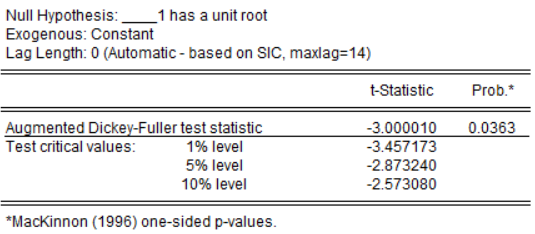 Null Hypothesis: ____1 has a unit root
Exogenous: Constant
Lag Length: 0 (Automatic - based on SIC, maxlag=14)
t-Statistic Prob.*
Augmented Dickey-Fuller test statistic -3.000010 0.0363
Test critical values: 1% level -3.457173
5% level -2.873240
10% level -2.573080
*MacKinnon (1996) one-sided p-values.